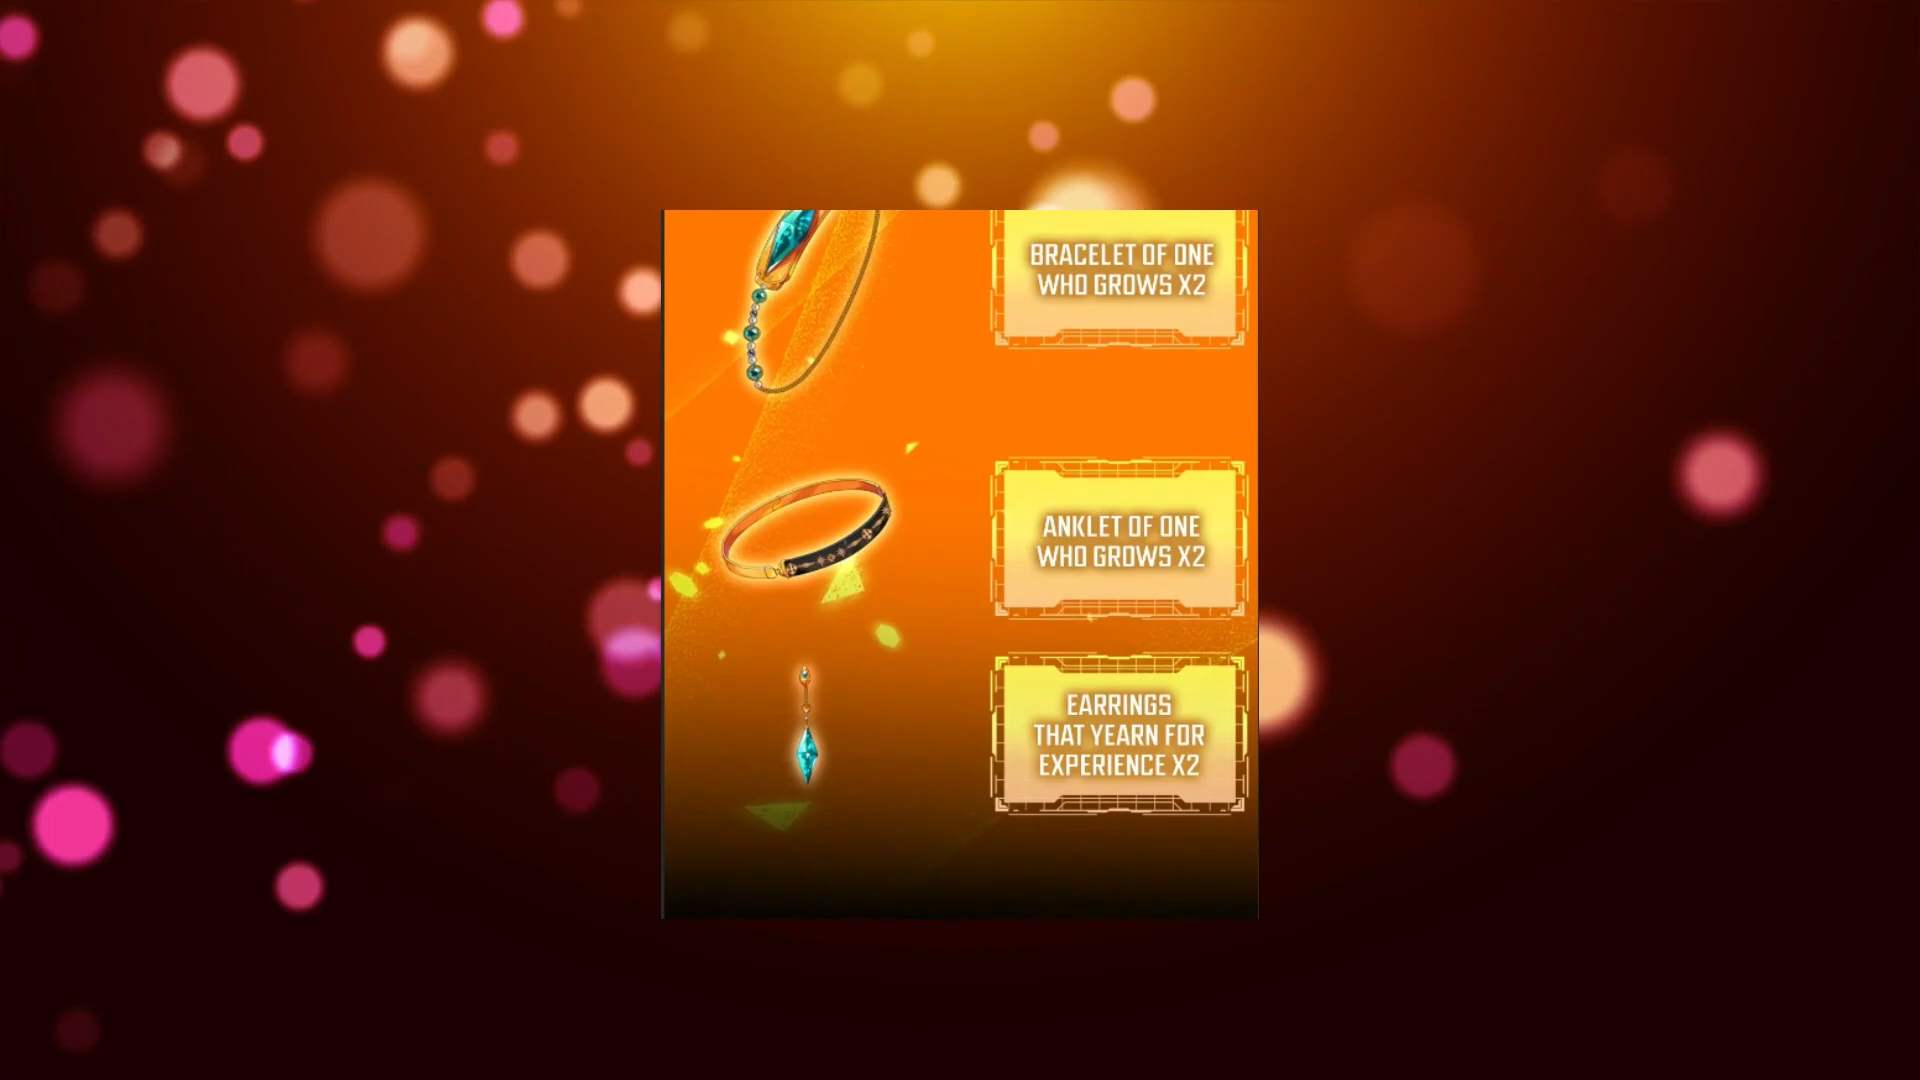 BRACELET OF ONE
WHO GROWS X2
ANKLET OF ONE
WHO GROWS X2
EARRINGS
THAT YEARN FOR
EXPERIENCE X2